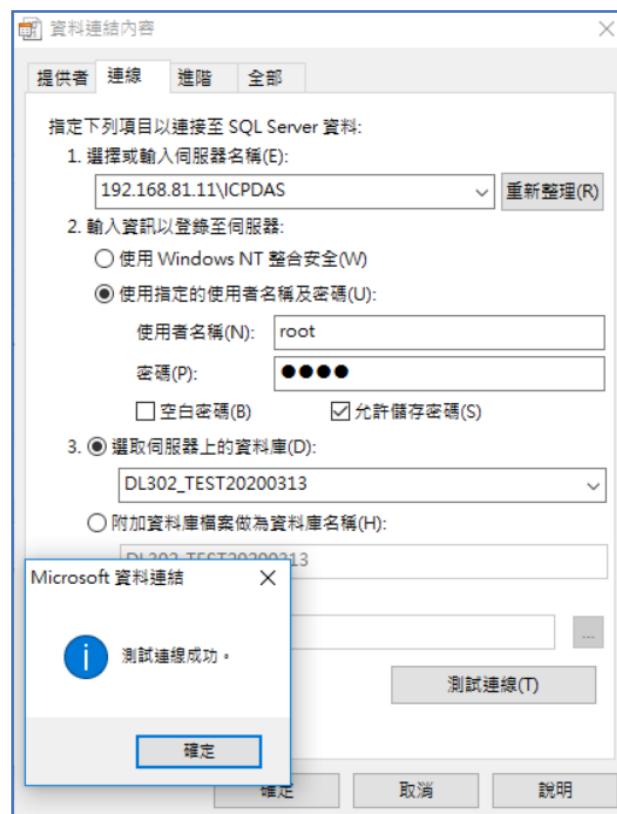 資料連結內容
提供者 連線 進階 全部
指定下列項目以連接至 SQL Server 資料:
1. 選擇或輸入伺服器名稱(E):
192.168.81.11\ICPDAS 重新整理(R)
2. 輸入資訊以登錄至伺服器:
使用 Windows NT 整合安全(W)
使用指定的使用者名稱及密碼(U):
使用者名稱(N): root
密碼(P): ●●●●
空白密碼(B) 允許儲存密碼(S)
3. 選取伺服器上的資料庫(D):
DL302_TEST20200313
附加資料庫檔案做為資料庫名稱(H):
DL302_TEST20200313
Microsoft 資料連結
測試連線成功。
確定
...
測試連線(T)
確定 取消 說明